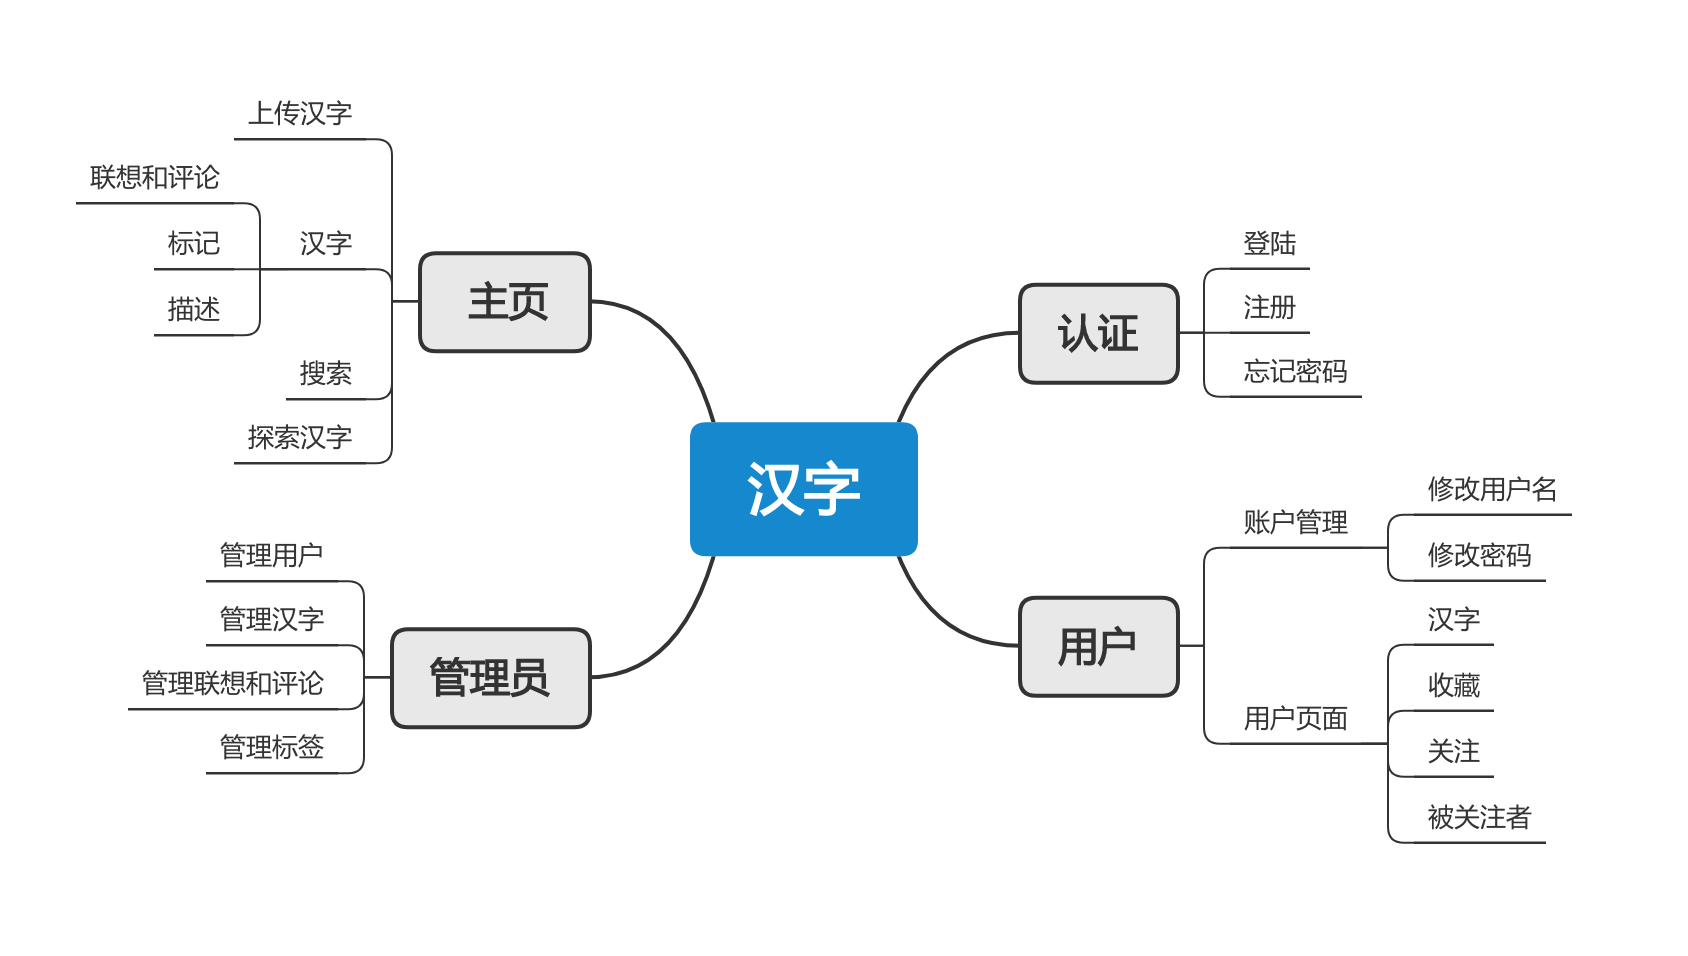 汉字
主页
上传汉字
汉字
联想和评论
标记
描述
搜索
探索汉字
管理员
管理用户
管理汉字
管理联想和评论
管理标签
认证
登陆
注册
忘记密码
用户
账户管理
修改用户名
修改密码
用户页面
汉字
收藏
关注
被关注者